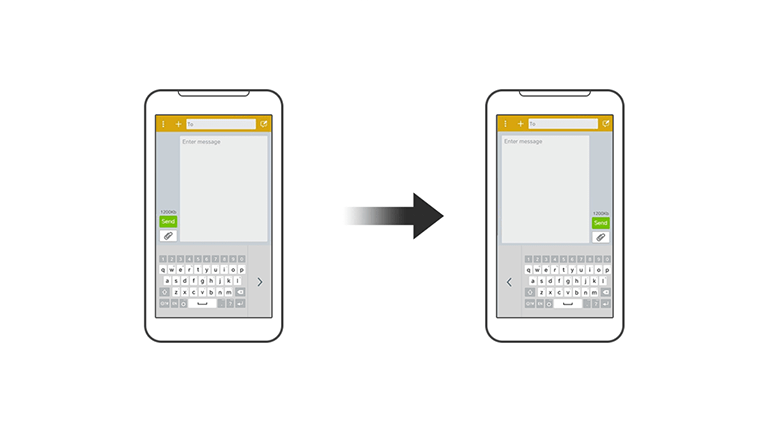 To
Enter message
1200Kb
Send
1 2 3 4 5 6 7 8 9 0
q w e r t y u i o p
a s d f g h j k l
z x c v b n m
. ?
To
Enter message
1200Kb
Send
1 2 3 4 5 6 7 8 9 0
q w e r t y u i o p
a s d f g h j k l
z x c v b n m
. ?